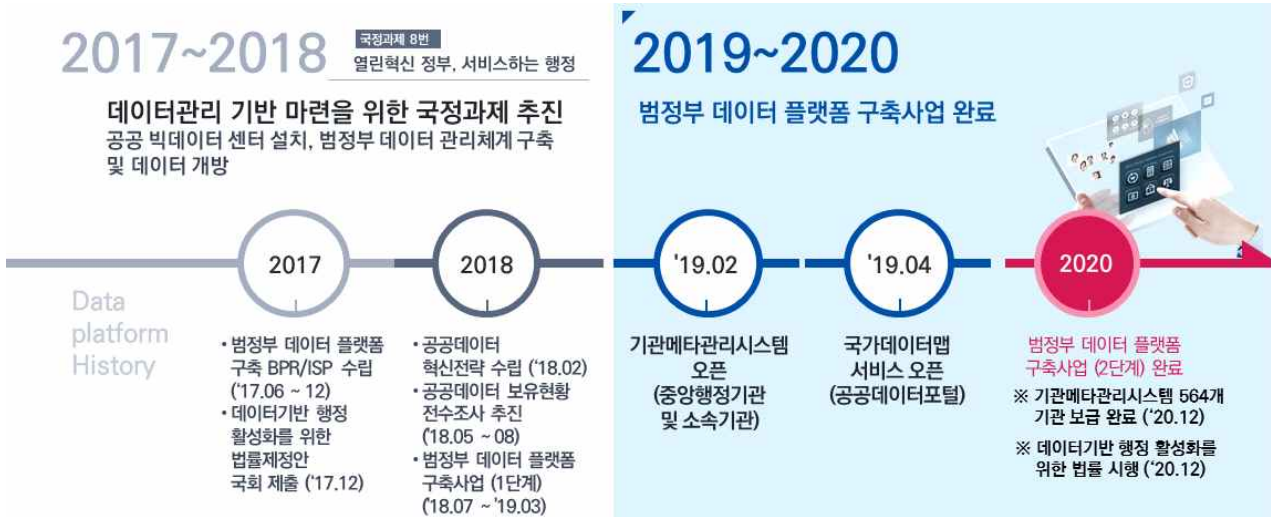 2017~2018
국정과제 8번
열린혁신 정부, 서비스하는 행정
데이터관리 기반 마련을 위한 국정과제 추진
공공 빅데이터 센터 설치, 범정부 데이터 관리체계 구축
및 데이터 개방
2019~2020
범정부 데이터 플랫폼 구축사업 완료
Data
platform
History
2017
• 범정부 데이터 플랫폼
구축 BPR/ISP 수립
('17.06 ~ 12)
• 데이터기반 행정
활성화를 위한
법률제정안
국회 제출 ('17.12)
2018
• 공공데이터
혁신전략 수립 ('18.02)
• 공공데이터 보유현황
전수조사 추진
('18.05 ~ 08)
• 범정부 데이터 플랫폼
구축사업 (1단계)
('18.07 ~ '19.03)
'19.02
기관메타관리시스템
오픈
(중앙행정기관
및 소속기관)
'19.04
국가데이터맵
서비스 오픈
(공공데이터포털)
2020
범정부 데이터 플랫폼
구축사업 (2단계) 완료
※ 기관메타관리시스템 564개
기관 보급 완료 ('20.12)
※ 데이터기반 행정 활성화를
위한 법률 시행 ('20.12)